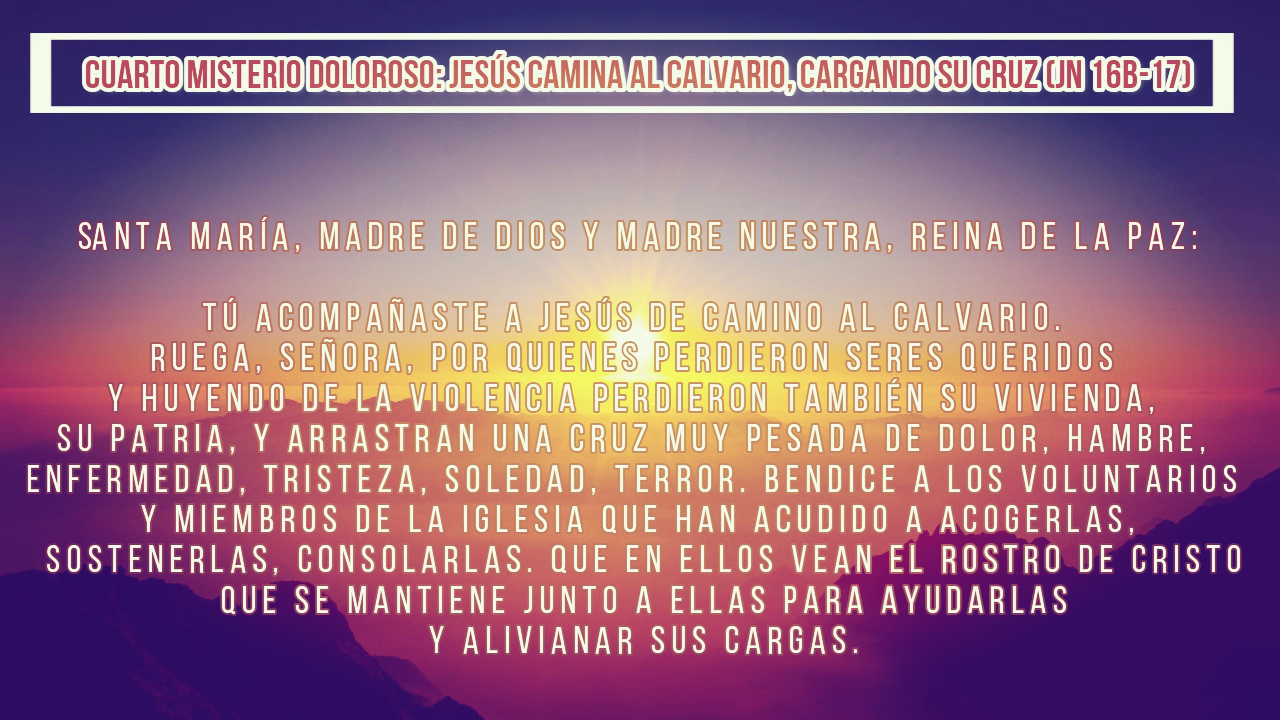 CUARTO MISTERIO DOLOROSO: JESÚS CAMINA AL CALVARIO, CARGANDO SU CRUZ (JN 16B-17)
SANTA MARÍA, MADRE DE DIOS Y MADRE NUESTRA, REINA DE LA PAZ:
TÚ ACOMPAÑASTE A JESÚS DE CAMINO AL CALVARIO.
RUEGA, SEÑORA, POR QUIENES PERDIERON SERES QUERIDOS
Y HUYENDO DE LA VIOLENCIA PERDIERON TAMBIÉN SU VIVIENDA,
SU PATRIA, Y ARRASTRAN UNA CRUZ MUY PESADA DE DOLOR, HAMBRE,
ENFERMEDAD, TRISTEZA, SOLEDAD, TERROR. BENDICE A LOS VOLUNTARIOS
Y MIEMBROS DE LA IGLESIA QUE HAN ACUDIDO A ACOGERLAS,
SOSTENERLAS, CONSOLARLAS. QUE EN ELLOS VEAN EL ROSTRO DE CRISTO
QUE SE MANTIENE JUNTO A ELLAS PARA AYUDARLAS
Y ALIVIANAR SUS CARGAS.